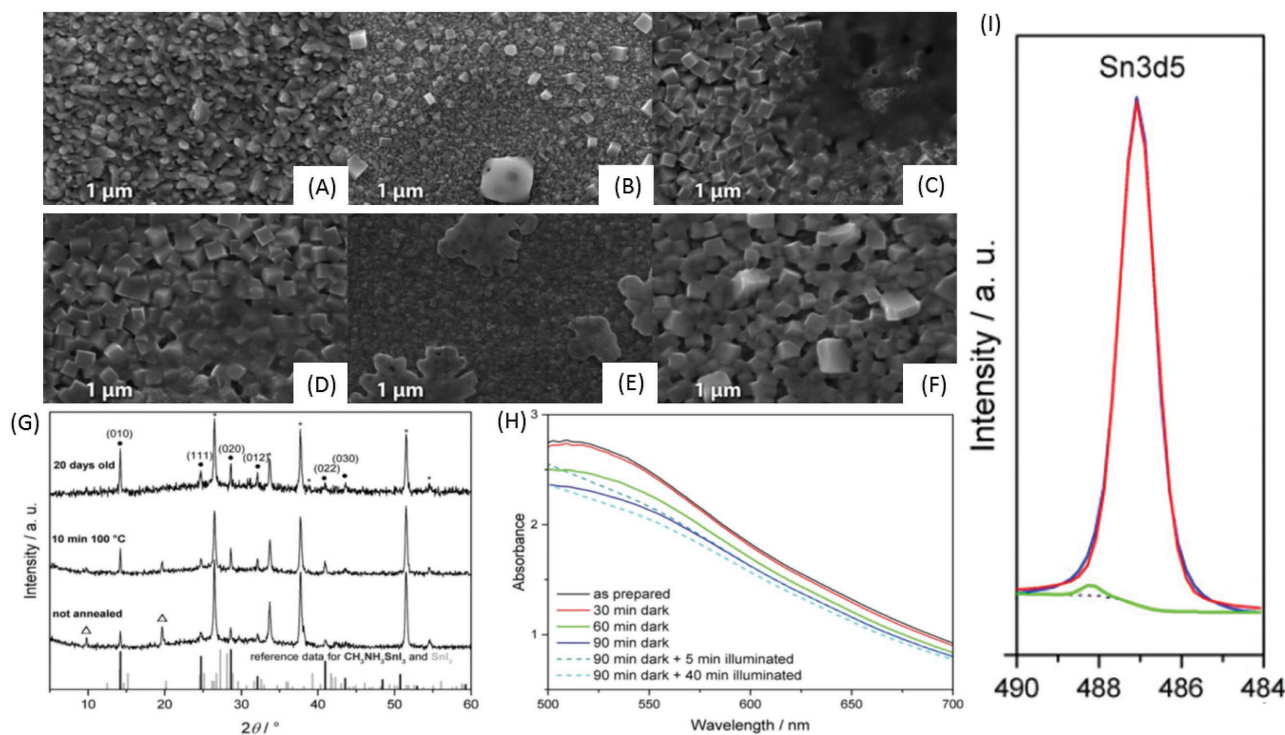 1 µm
(A)
1 µm
(B)
1 µm
(C)
1 µm
(D)
1 µm
(E)
1 µm
(F)
(G)
(010)
(111)
(020)
(012)
(022)
(030)
20 days old
10 min 100 °C
not annealed
reference data for CH3NH3SnI3 and SnI2
5 10 20 30 40 50 60
2θ / °
Intensity / a. u.
(H)
3
2
1
Absorbance
as prepared
30 min dark
60 min dark
90 min dark
90 min dark + 5 min illuminated
90 min dark + 40 min illuminated
500 550 600 650 700
Wavelength / nm
(I)
Sn3d5
Intensity / a. u.
490 488 486 484